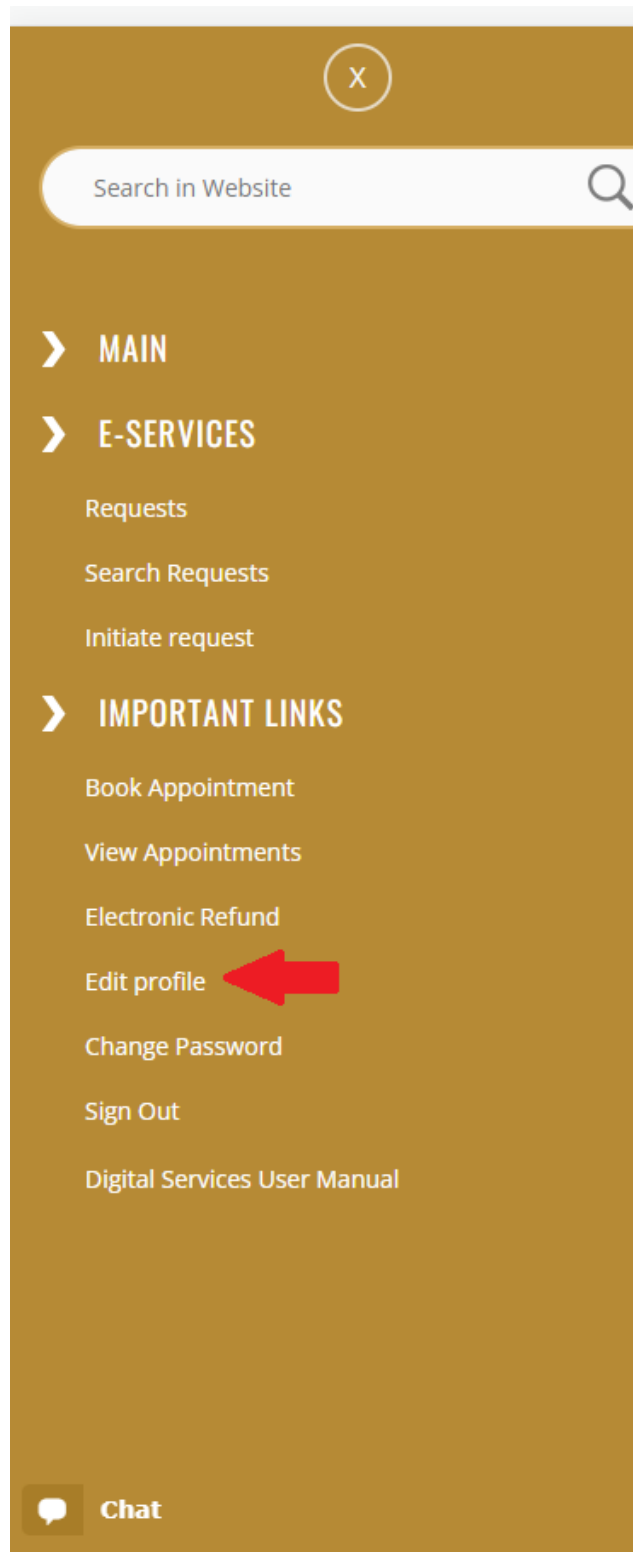 X
Search in Website
MAIN
E-SERVICES
Requests
Search Requests
Initiate request
IMPORTANT LINKS
Book Appointment
View Appointments
Electronic Refund
Edit profile
Change Password
Sign Out
Digital Services User Manual
Chat